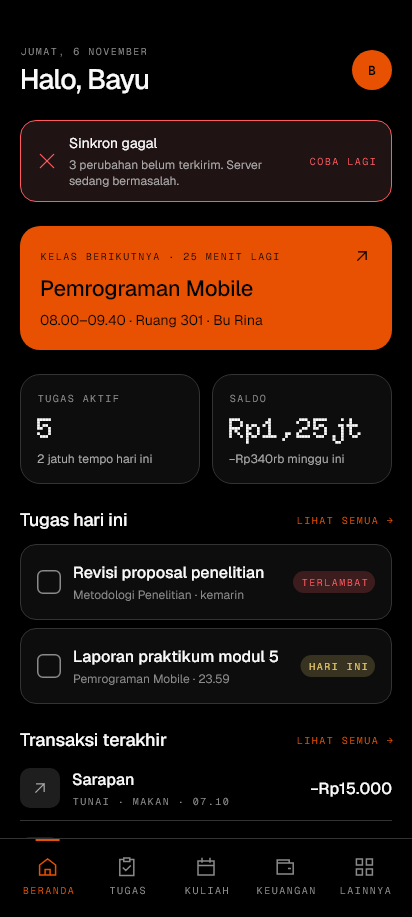 JUMAT, 6 NOVEMBER
Halo, Bayu
B
Sinkron gagal
3 perubahan belum terkirim. Server
sedang bermasalah.
COBA LAGI
KELAS BERIKUTNYA · 25 MENIT LAGI
Pemrograman Mobile
08.00–09.40 · Ruang 301 · Bu Rina
TUGAS AKTIF
5
2 jatuh tempo hari ini
SALDO
Rp1,25jt
−Rp340rb minggu ini
Tugas hari ini
LIHAT SEMUA →
Revisi proposal penelitian
Metodologi Penelitian · kemarin
TERLAMBAT
Laporan praktikum modul 5
Pemrograman Mobile · 23.59
HARI INI
Transaksi terakhir
LIHAT SEMUA →
Sarapan
TUNAI · MAKAN · 07.10
−Rp15.000
BERANDA
TUGAS
KULIAH
KEUANGAN
LAINNYA